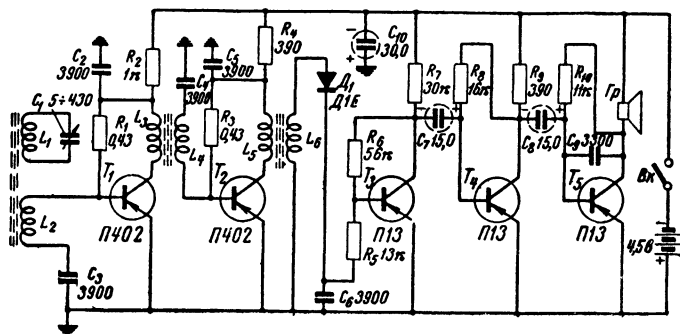 C2
3900
R2
1к
C4
3900
C5
3900
R4
390
C10
30,0
R7
30к
R8
16к
R9
390
R10
11к
Гр
C1 5÷430
L1
R1
0,43
L3
L4
R3
0,43
L5
L6
Д1
Д1Е
C7 15,0
C8 15,0
C9 3300
R6
56к
T1
T2
T3
T4
T5
Вк
L2
П402
П402
П13
П13
П13
R5 13к
4,5в
C3
3900
C6 3900